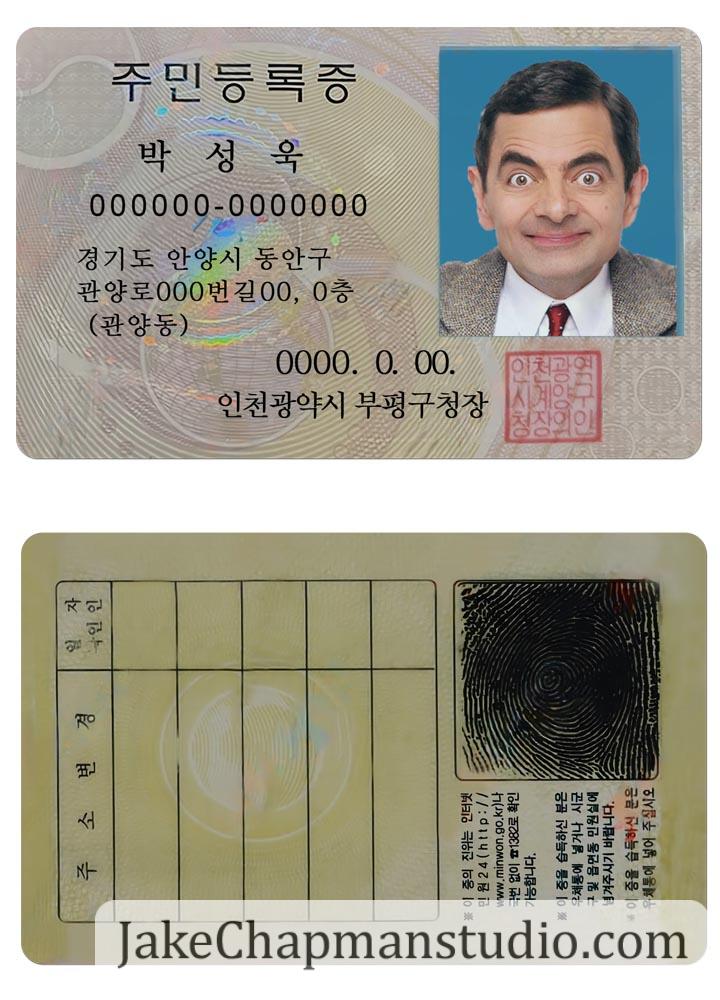 주민등록증
박 성 욱
000000-0000000
경기도 안양시 동안구
관양로000번길00, 0층
(관양동)
0000. 0. 00.
인천광약시 부평구청장
인천광역
시계양구
청장의인
주 소 변 경
※ 이 증의 진위는 인터넷
민원24(http://
www.minwon.go.kr)나
국번 없이 ☎1382로 확인
가능합니다.
※ 이 증을 습득하신 분은
우체통에 넣거나 시군
구 및 읍면동 민원실에
넘겨주시기 바랍니다.
※ 이 증을 습득하신 분은
우체통에 넣어 주십시오
JakeChapmanstudio.com